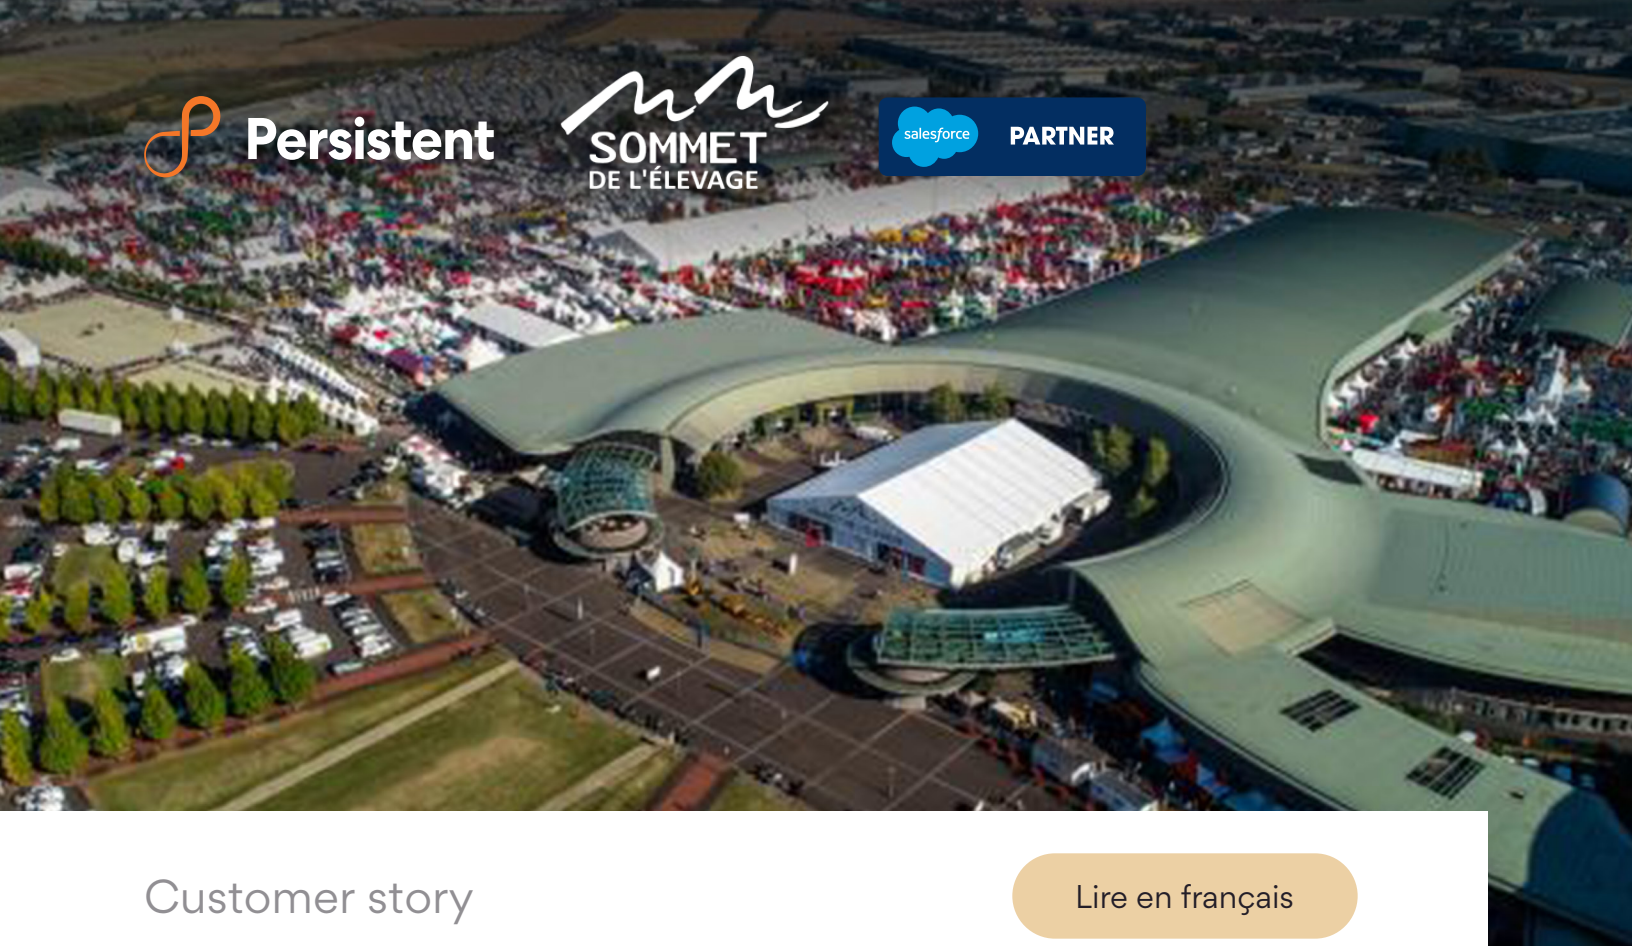 Persistent
SOMMET
DE L'ÉLEVAGE
salesforce
PARTNER
Customer story
Lire en français